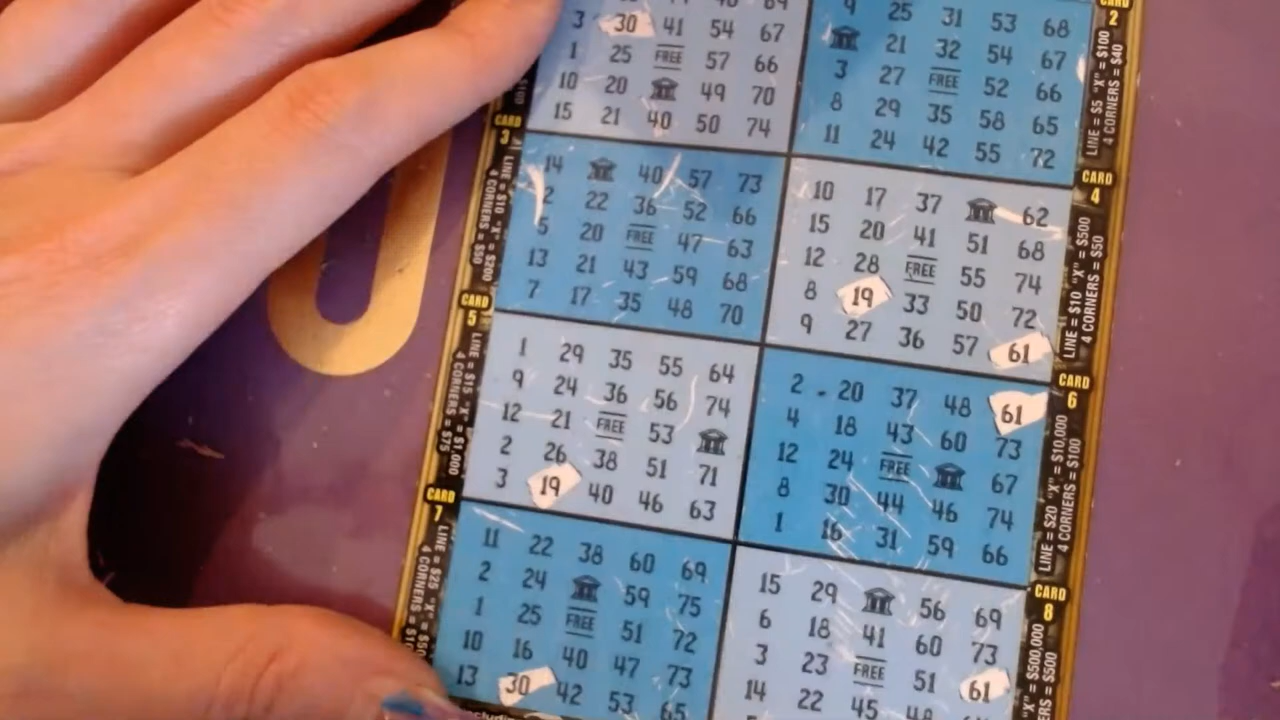 69
3 30 41 54 67
1 25 FREE 57 66
10 20 49 70
15 21 40 50 74
$100
9 25 31 53 68
21 32 54 67
3 27 FREE 52 66
8 29 35 58 65
11 24 42 55 72
CARD 2
LINE = $5 "X" = $100
4 CORNERS = $40
CARD 3
LINE = $10 "X" = $200
4 CORNERS = $50
14 40 57 73
2 22 36 52 66
5 20 FREE 47 63
13 21 43 59 68
7 17 35 48 70
10 17 37 62
15 20 41 51 68
12 28 FREE 55 74
8 19 33 50 72
9 27 36 57 61
CARD 4
LINE = $10 "X" = $500
4 CORNERS = $50
CARD 5
LINE = $15 "X" = $1,000
4 CORNERS = $75
1 29 35 55 64
9 24 36 56 74
12 21 FREE 53
2 26 38 51 71
3 19 40 46 63
2 20 37 48 61
4 18 43 60 73
12 24 FREE 67
8 30 44 46 74
1 16 31 59 66
CARD 6
LINE = $20 "X" = $10,000
4 CORNERS = $100
CARD 7
LINE = $25 "X" =
4 CORNERS =
11 22 38 60 69
2 24 59 75
1 25 FREE 51 72
10 16 40 47 73
13 30 42 53 65
15 29 56 69
6 18 41 60 73
3 23 FREE 51 61
14 22 45 48
CARD 8
"X" = $500,000
= $500